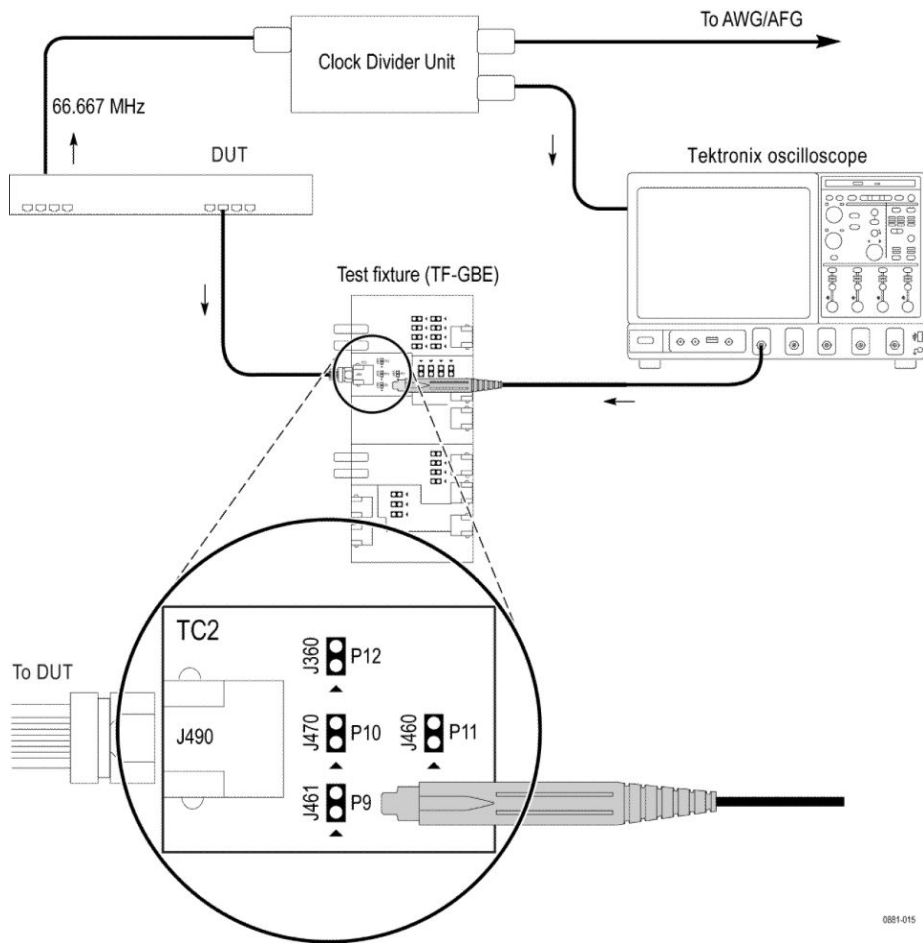 To AWG/AFG
Clock Divider Unit
66.667 MHz
DUT
Tektronix oscilloscope
Test fixture (TF-GBE)
TC2
To DUT
J490
J360
P12
J470
P10
J460
P11
J461
P9
0881-015